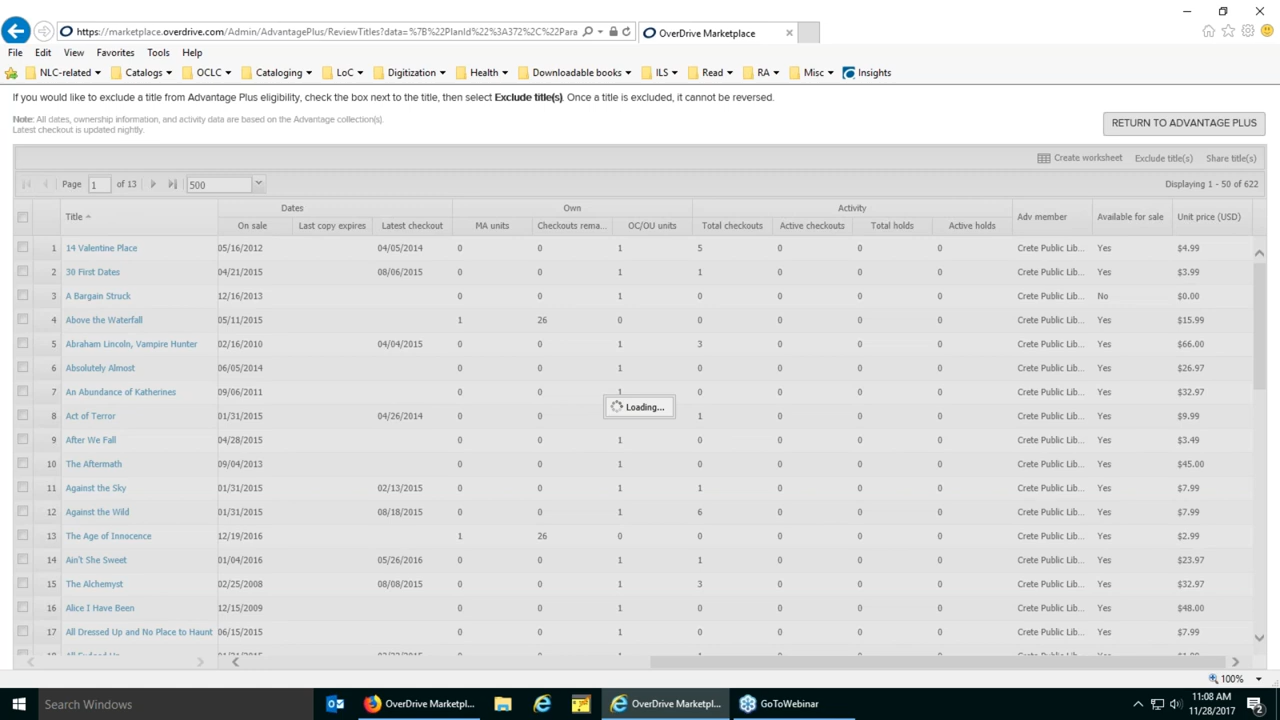 https://marketplace.overdrive.com/Admin/AdvantagePlus/ReviewTitles?data=%7B%22PlanId%22%3A372%2C%22Para
OverDrive Marketplace
File Edit View Favorites Tools Help
NLC-related Catalogs OCLC Cataloging LoC Digitization Health Downloadable books ILS Read RA Misc Insights
If you would like to exclude a title from Advantage Plus eligibility, check the box next to the title, then select Exclude title(s). Once a title is excluded, it cannot be reversed.
Note: All dates, ownership information, and activity data are based on the Advantage collection(s).
Latest checkout is updated nightly.
RETURN TO ADVANTAGE PLUS
Create worksheet Exclude title(s) Share title(s)
Page 1 of 13 500 Displaying 1 - 50 of 622
Dates Own Activity
Title On sale Last copy expires Latest checkout MA units Checkouts rema... OC/OU units Total checkouts Active checkouts Total holds Active holds Adv member Available for sale Unit price (USD)
1 14 Valentine Place 05/16/2012 04/05/2014 0 0 1 5 0 0 0 Crete Public Lib... Yes $4.99
2 30 First Dates 04/21/2015 08/06/2015 0 0 1 1 0 0 0 Crete Public Lib... Yes $3.99
3 A Bargain Struck 12/16/2013 0 0 1 0 0 0 0 Crete Public Lib... No $0.00
4 Above the Waterfall 05/11/2015 1 26 0 0 0 0 0 Crete Public Lib... Yes $15.99
5 Abraham Lincoln, Vampire Hunter 02/16/2010 04/04/2015 0 0 1 3 0 0 0 Crete Public Lib... Yes $66.00
6 Absolutely Almost 06/05/2014 0 0 1 0 0 0 0 Crete Public Lib... Yes $26.97
7 An Abundance of Katherines 09/06/2011 0 0 1 0 0 0 0 Crete Public Lib... Yes $32.97
Loading...
8 Act of Terror 01/31/2015 04/26/2014 0 0 1 0 0 0 Crete Public Lib... Yes $9.99
9 After We Fall 04/28/2015 0 0 1 0 0 0 0 Crete Public Lib... Yes $3.49
10 The Aftermath 09/04/2013 0 0 1 0 0 0 0 Crete Public Lib... Yes $45.00
11 Against the Sky 01/31/2015 02/13/2015 0 0 1 1 0 0 0 Crete Public Lib... Yes $7.99
12 Against the Wild 01/31/2015 08/18/2015 0 0 1 6 0 0 0 Crete Public Lib... Yes $7.99
13 The Age of Innocence 12/19/2016 1 26 0 0 0 0 0 Crete Public Lib... Yes $2.99
14 Ain't She Sweet 01/04/2016 05/26/2016 0 0 1 1 0 0 0 Crete Public Lib... Yes $23.97
15 The Alchemyst 02/25/2008 08/08/2015 0 0 1 3 0 0 0 Crete Public Lib... Yes $32.97
16 Alice I Have Been 12/15/2009 0 0 1 0 0 0 0 Crete Public Lib... Yes $48.00
17 All Dressed Up and No Place to Haunt 06/15/2015 0 0 1 0 0 0 0 Crete Public Lib... Yes $7.99
100%
Search Windows OverDrive Marketpl... OverDrive Marketpl... GoToWebinar 11:08 AM
11/28/2017 2